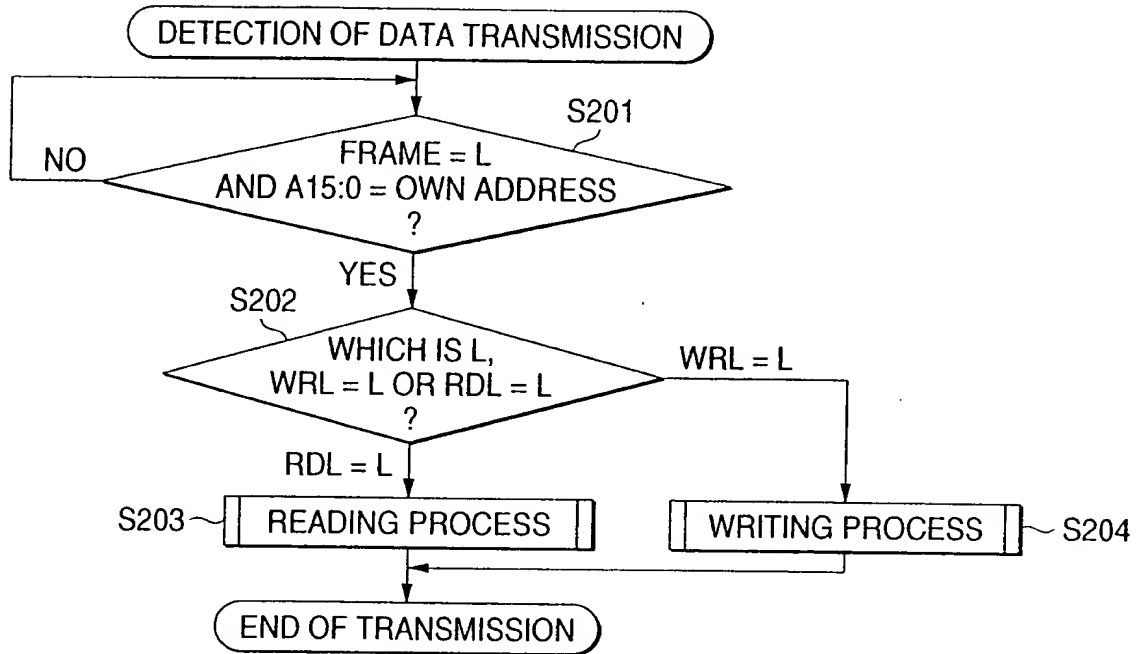 DETECTION OF DATA TRANSMISSION
S201
NO
FRAME = L
AND A15:0 = OWN ADDRESS
?
YES
S202
WHICH IS L,
WRL = L OR RDL = L
?
WRL = L
RDL = L
S203
READING PROCESS
WRITING PROCESS
S204
END OF TRANSMISSION